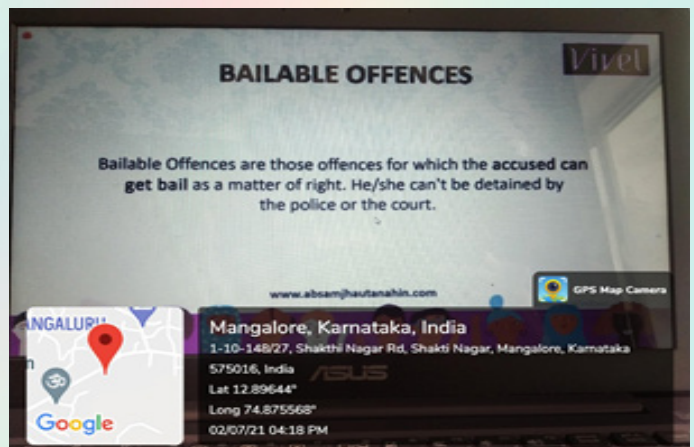 Vivel
BAILABLE OFFENCES
Bailable Offences are those offences for which the accused can
get bail as a matter of right. He/she can't be detained by
the police or the court.
www.absamjhautanahin.com
GPS Map Camera
ANGALURU
Google
Mangalore, Karnataka, India
1-10-148/27, Shakthi Nagar Rd, Shakti Nagar, Mangalore, Karnataka
575016, India
ASUS
Lat 12.89644°
Long 74.875568°
02/07/21 04:18 PM